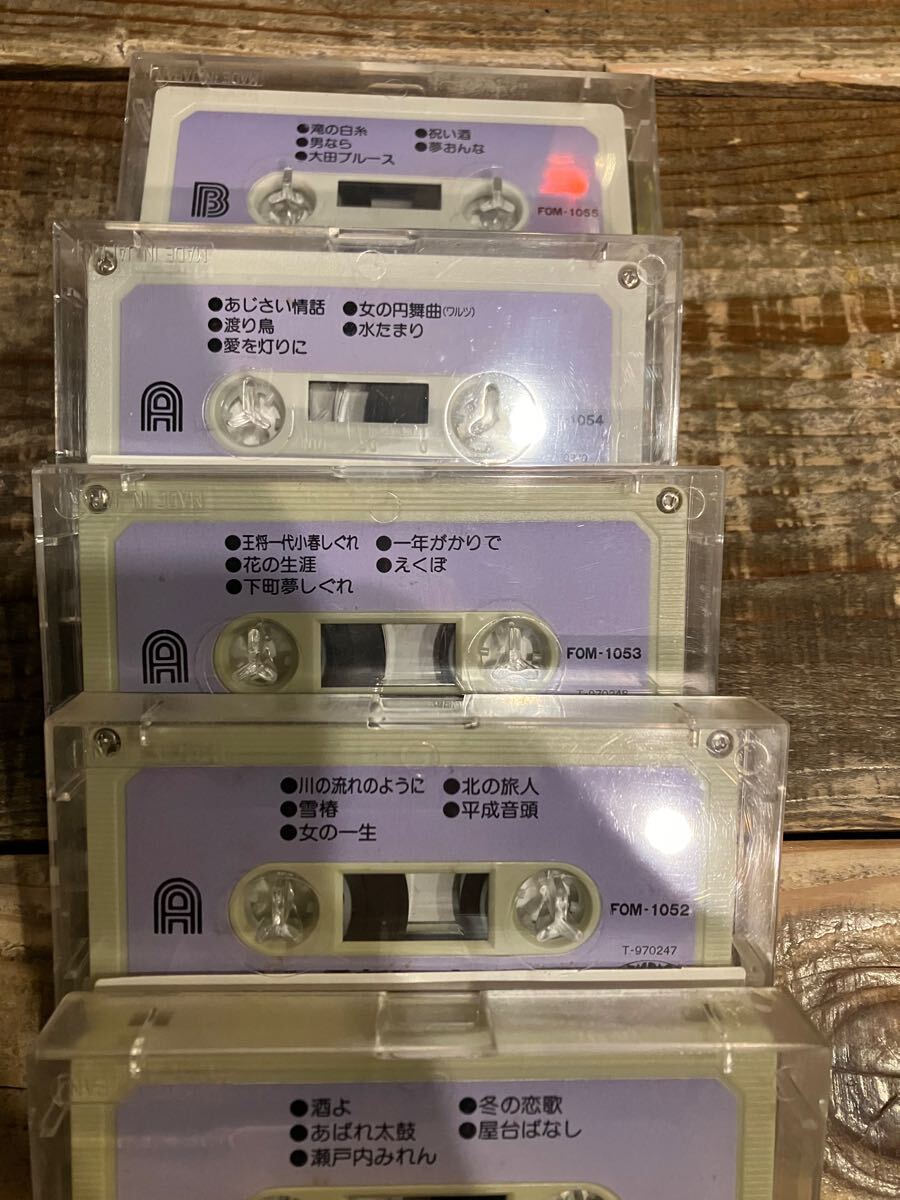 ●滝の白糸 ●祝い酒
●男なら ●夢おんな
●大田ブルース
B
FOM-1055
MADE IN JAPAN
●あじさい情話 ●女の円舞曲(ワルツ)
●渡り鳥 ●水たまり
●愛を灯りに
A
-1054
MADE IN
●王将一代小春しぐれ ●一年がかりで
●花の生涯 ●えくぼ
●下町夢しぐれ
A
FOM-1053
T-970248
●川の流れのように ●北の旅人
●雪椿 ●平成音頭
●女の一生
A
FOM-1052
T-970247
●酒よ ●冬の恋歌
●あばれ太鼓 ●屋台ばなし
●瀬戸内みれん